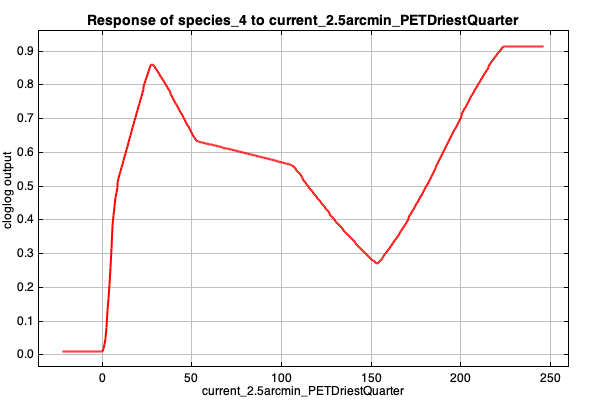 Response of species_4 to current_2.5arcmin_PETDriestQuarter
0.9
0.8
0.7
0.6
0.5
0.4
0.3
0.2
0.1
0.0
cloglog output
0 50 100 150 200 250
current_2.5arcmin_PETDriestQuarter